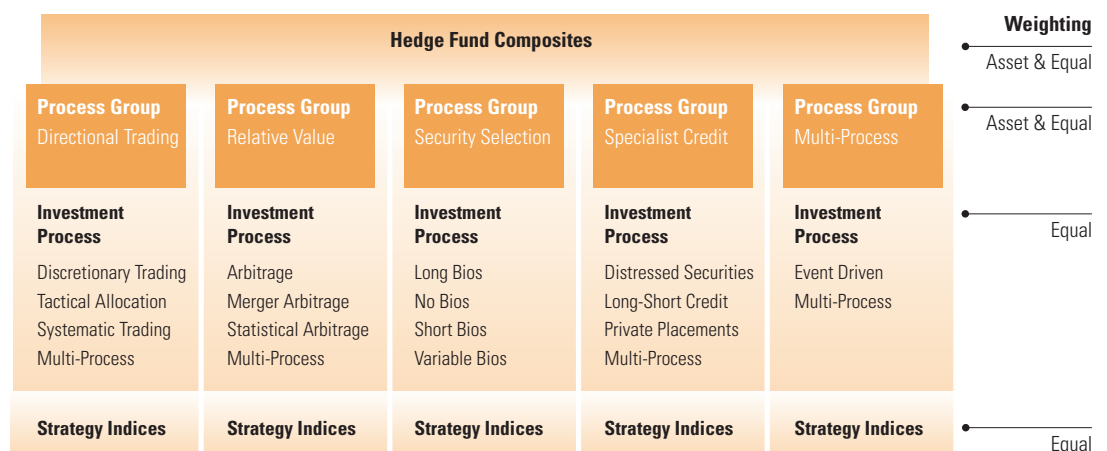 Hedge Fund Composites
Weighting
Asset & Equal
Process Group
Directional Trading
Process Group
Relative Value
Process Group
Security Selection
Process Group
Specialist Credit
Process Group
Multi-Process
Asset & Equal
Investment
Process
Discretionary Trading
Tactical Allocation
Systematic Trading
Multi-Process
Investment
Process
Arbitrage
Merger Arbitrage
Statistical Arbitrage
Multi-Process
Investment
Process
Long Bios
No Bios
Short Bios
Variable Bios
Investment
Process
Distressed Securities
Long-Short Credit
Private Placements
Multi-Process
Investment
Process
Event Driven
Multi-Process
Equal
Strategy Indices
Strategy Indices
Strategy Indices
Strategy Indices
Strategy Indices
Equal